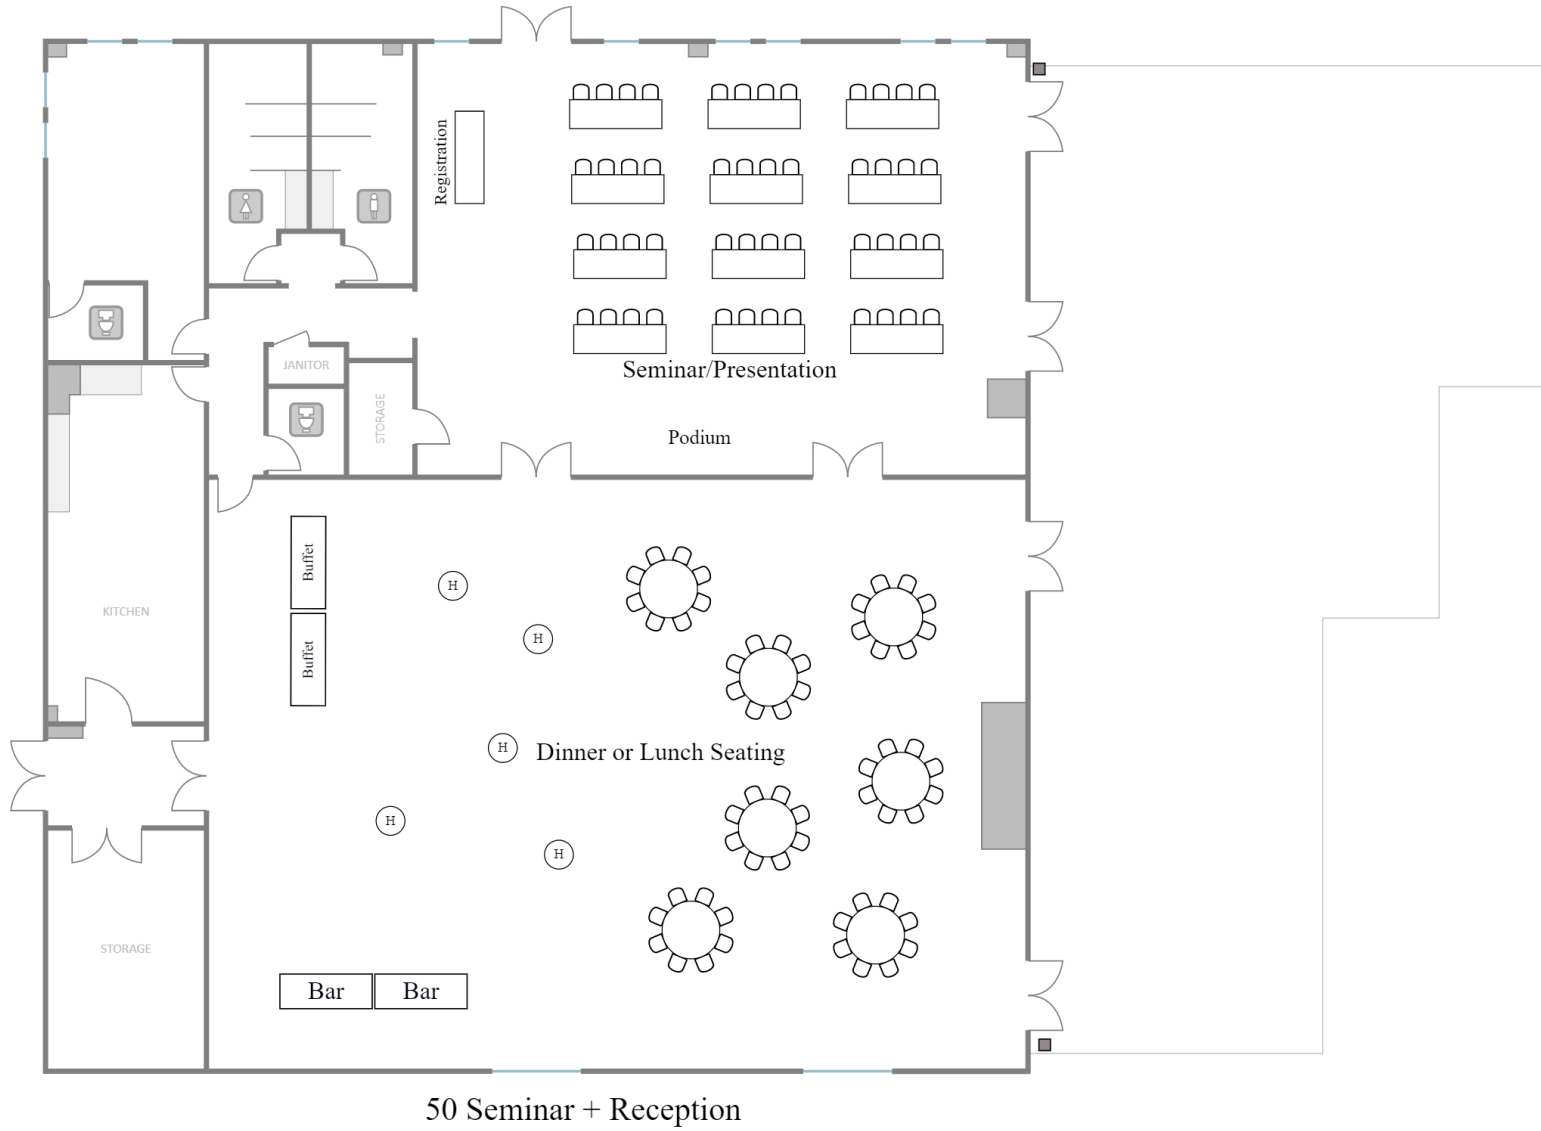 Registration
JANITOR
Seminar/Presentation
STORAGE
Podium
Buffet
H
KITCHEN
H
Buffet
H
Dinner or Lunch Seating
H
H
STORAGE
Bar
Bar
50 Seminar + Reception